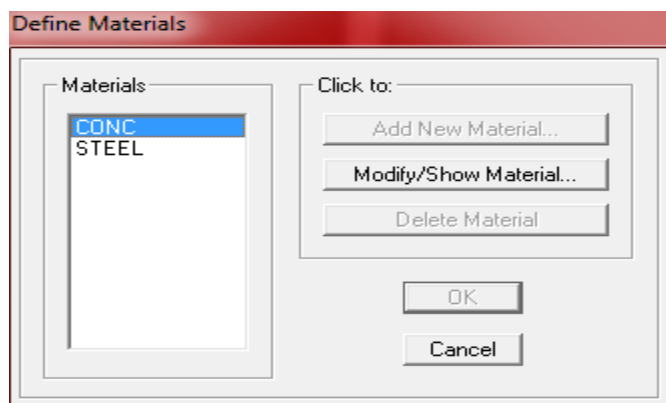 Define Materials
Materials
CONC
STEEL
Click to:
Add New Material...
Modify/Show Material...
Delete Material
OK
Cancel